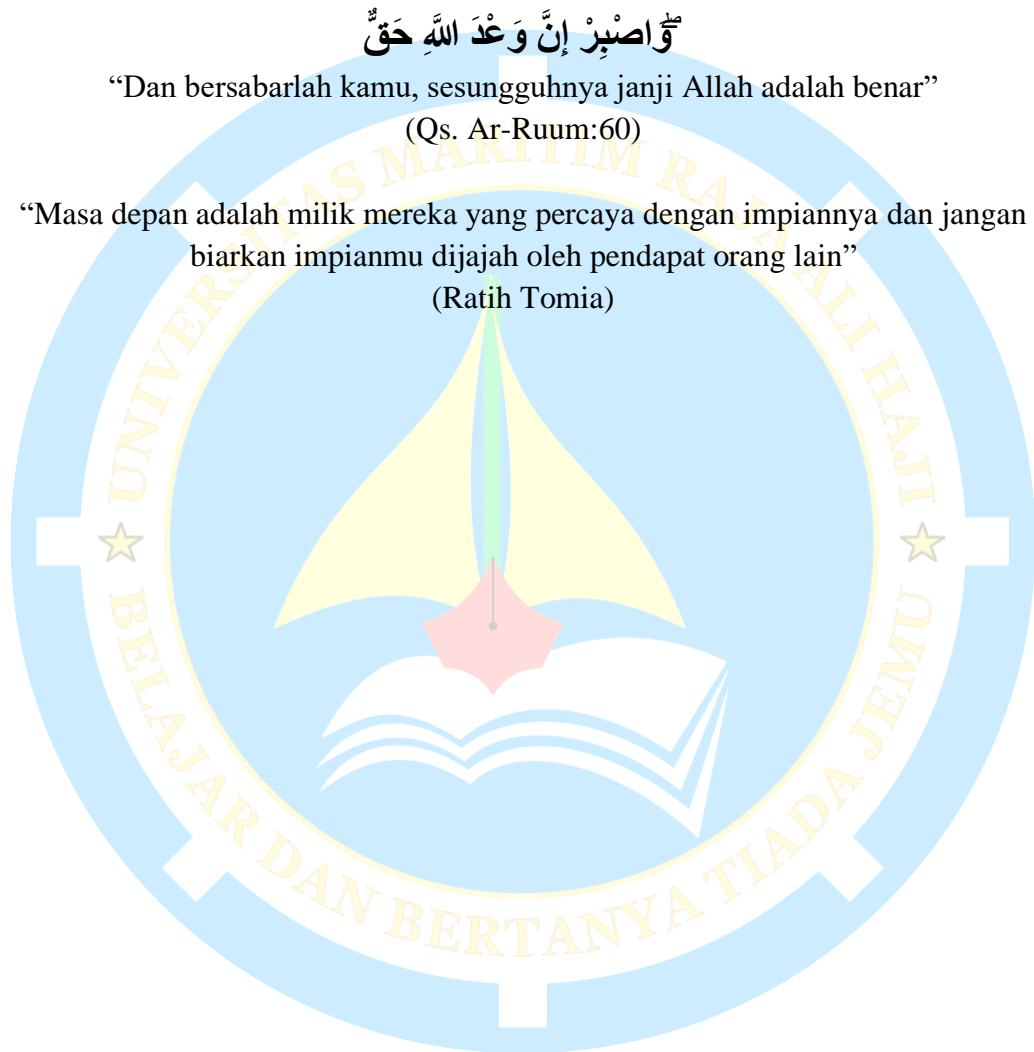 وَّاصْبِرْ إِنَّ وَعْدَ اللَّهِ حَقٌّ ۖ
“Dan bersabarlah kamu, sesungguhnya janji Allah adalah benar”
(Qs. Ar-Ruum:60)
“Masa depan adalah milik mereka yang percaya dengan impiannya dan jangan
biarkan impianmu dijajah oleh pendapat orang lain”
(Ratih Tomia)
UNIVERSITAS MARITIM RAJA ALI HAJI
BELAJAR DAN BERTANYA TIADA JEMU